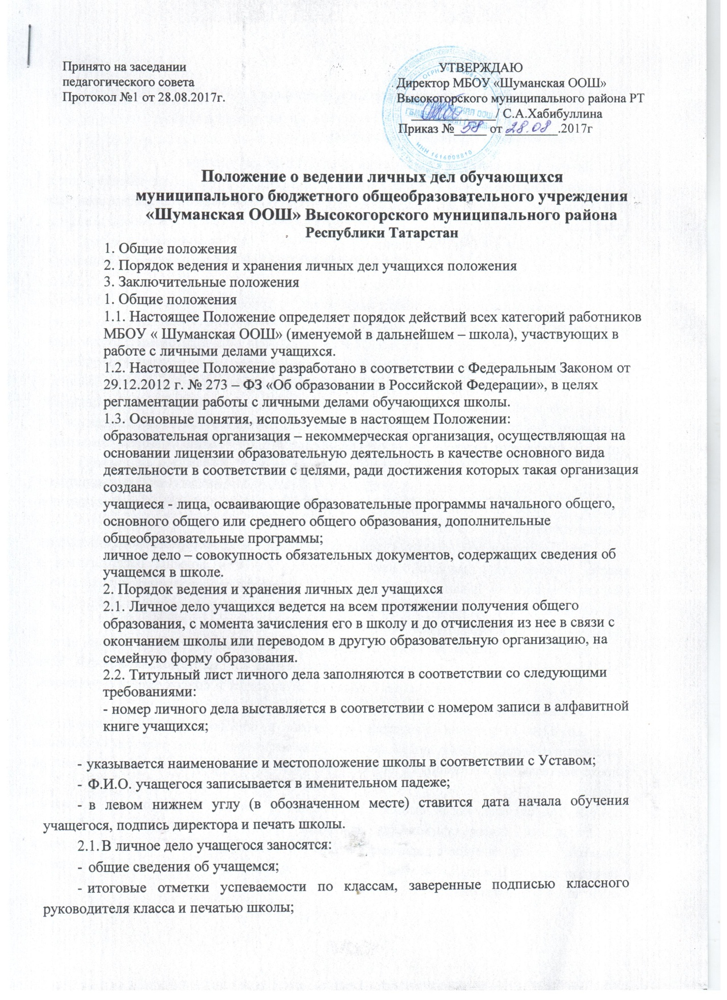 Принято на заседании
педагогического совета
Протокол №1 от 28.08.2017г.
УТВЕРЖДАЮ
Директор МБОУ «Шуманская ООШ»
Высокогорского муниципального района РТ
____________/ С.А.Хабибуллина
Приказ № 58 от 28.08.2017г
ОГРН
ИНН 1616008810
Положение о ведении личных дел обучающихся
муниципального бюджетного общеобразовательного учреждения
«Шуманская ООШ» Высокогорского муниципального района
Республики Татарстан
1. Общие положения
2. Порядок ведения и хранения личных дел учащихся положения
3. Заключительные положения
1. Общие положения
1.1. Настоящее Положение определяет порядок действий всех категорий работников
МБОУ « Шуманская ООШ» (именуемой в дальнейшем – школа), участвующих в
работе с личными делами учащихся.
1.2. Настоящее Положение разработано в соответствии с Федеральным Законом от
29.12.2012 г. № 273 – ФЗ «Об образовании в Российской Федерации», в целях
регламентации работы с личными делами обучающихся школы.
1.3. Основные понятия, используемые в настоящем Положении:
образовательная организация – некоммерческая организация, осуществляющая на
основании лицензии образовательную деятельность в качестве основного вида
деятельности в соответствии с целями, ради достижения которых такая организация
создана
учащиеся - лица, осваивающие образовательные программы начального общего,
основного общего или среднего общего образования, дополнительные
общеобразовательные программы;
личное дело – совокупность обязательных документов, содержащих сведения об
учащемся в школе.
2. Порядок ведения и хранения личных дел учащихся
2.1. Личное дело учащихся ведется на всем протяжении получения общего
образования, с момента зачисления его в школу и до отчисления из нее в связи с
окончанием школы или переводом в другую образовательную организацию, на
семейную форму образования.
2.2. Титульный лист личного дела заполняются в соответствии со следующими
требованиями:
- номер личного дела выставляется в соответствии с номером записи в алфавитной
книге учащихся;
- указывается наименование и местоположение школы в соответствии с Уставом;
- Ф.И.О. учащегося записывается в именительном падеже;
- в левом нижнем углу (в обозначенном месте) ставится дата начала обучения
учащегося, подпись директора и печать школы.
2.1. В личное дело учащегося заносятся:
- общие сведения об учащемся;
- итоговые отметки успеваемости по классам, заверенные подписью классного
руководителя класса и печатью школы;